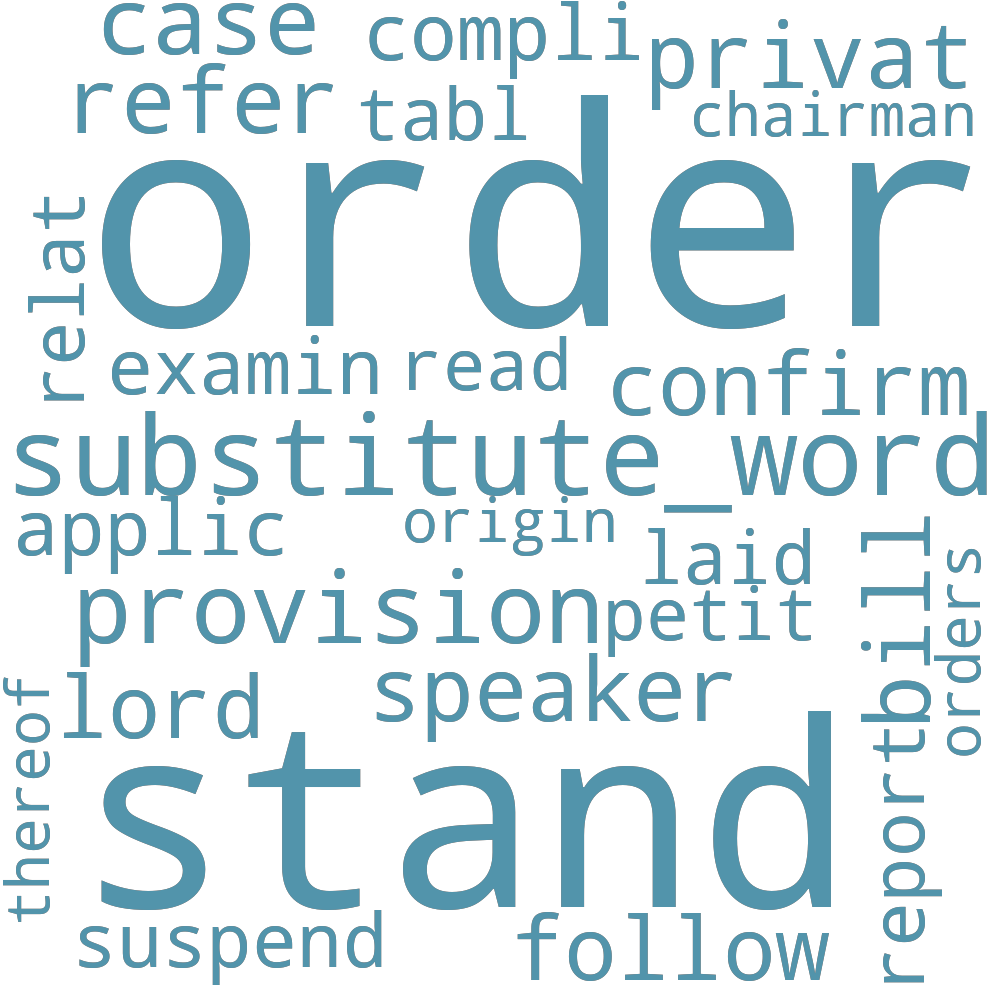 case
compli
privat
refer
tabl
chairman
order
relat
examin
read
confirm
substitute_word
applic
origin
laid
provision
petit
bill
orders
lord
speaker
thereof
stand
report
suspend
follow